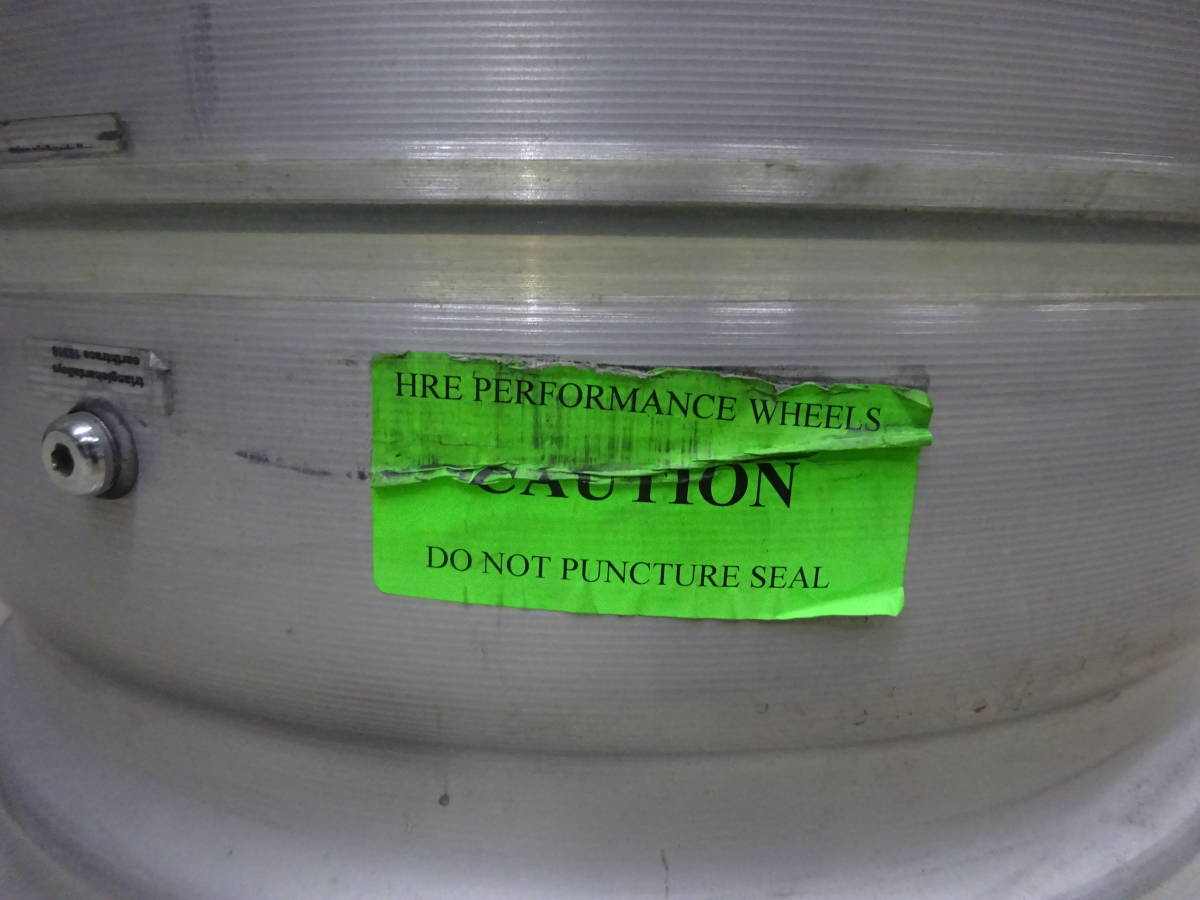 HRE PERFORMANCE WHEELS
CAUTION
DO NOT PUNCTURE SEAL